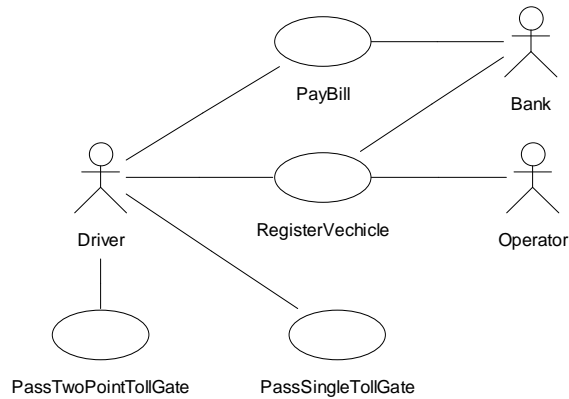 PayBill
Bank
Driver
RegisterVechicle
Operator
PassTwoPointTollGate
PassSingleTollGate